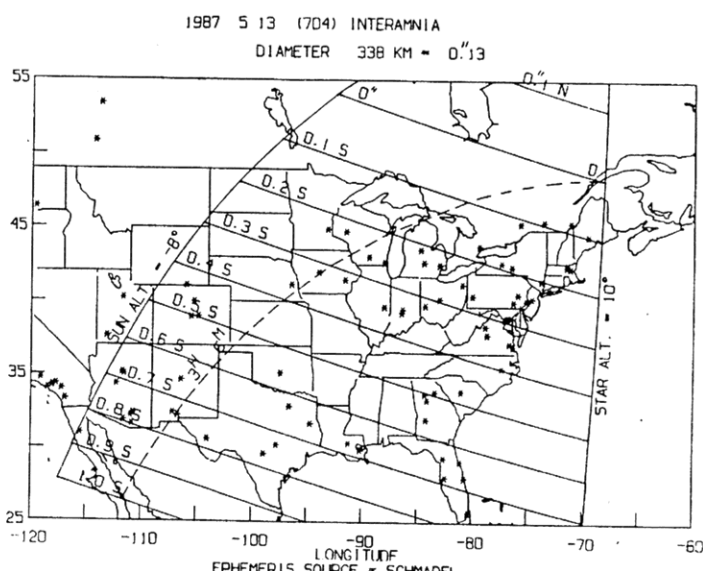 1987 5 13 (704) INTERAMNIA
DIAMETER 338 KM = 0."13
55
0."1 N
0"
0.1 S
0.2 S
0.3 S
0.4 S
0.5 S
0.6 S
0.7 S
0.8 S
0.9 S
1.0 S
SUN ALT. = -8°
STAR ALT. = 10°
45
35
25
-120
-110
-100
-90
-80
-70
-60
LONGITUDE
EPHEMERIS SOURCE = SCHMADEL